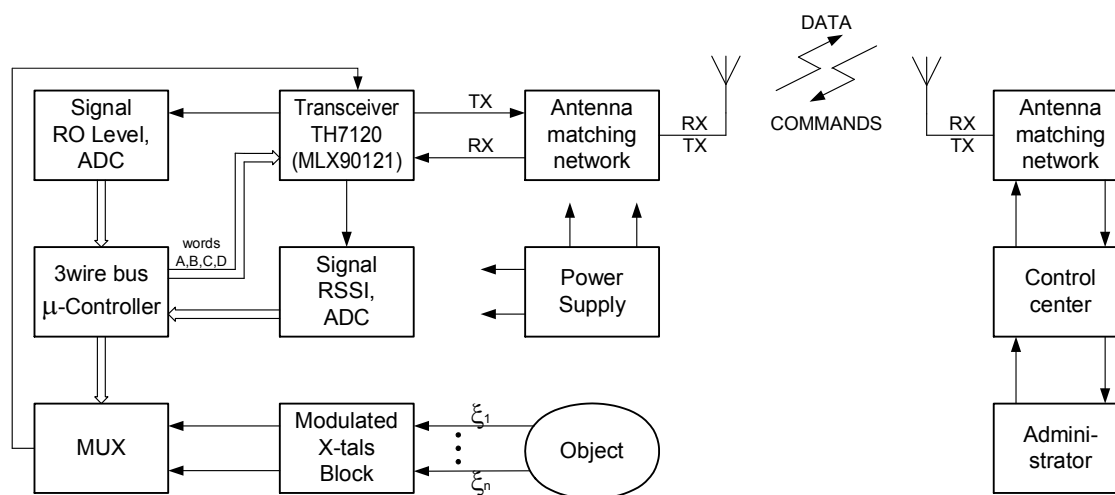 DATA
COMMANDS
Signal
RO Level,
ADC
Transceiver
TH7120
(MLX90121)
TX
RX
Antenna
matching
network
RX
TX
RX
TX
Antenna
matching
network
words
A,B,C,D
3wire bus
μ-Controller
Signal
RSSI,
ADC
Power
Supply
Control
center
MUX
Modulated
X-tals
Block
ξ1
ξn
Object
Admini-
strator